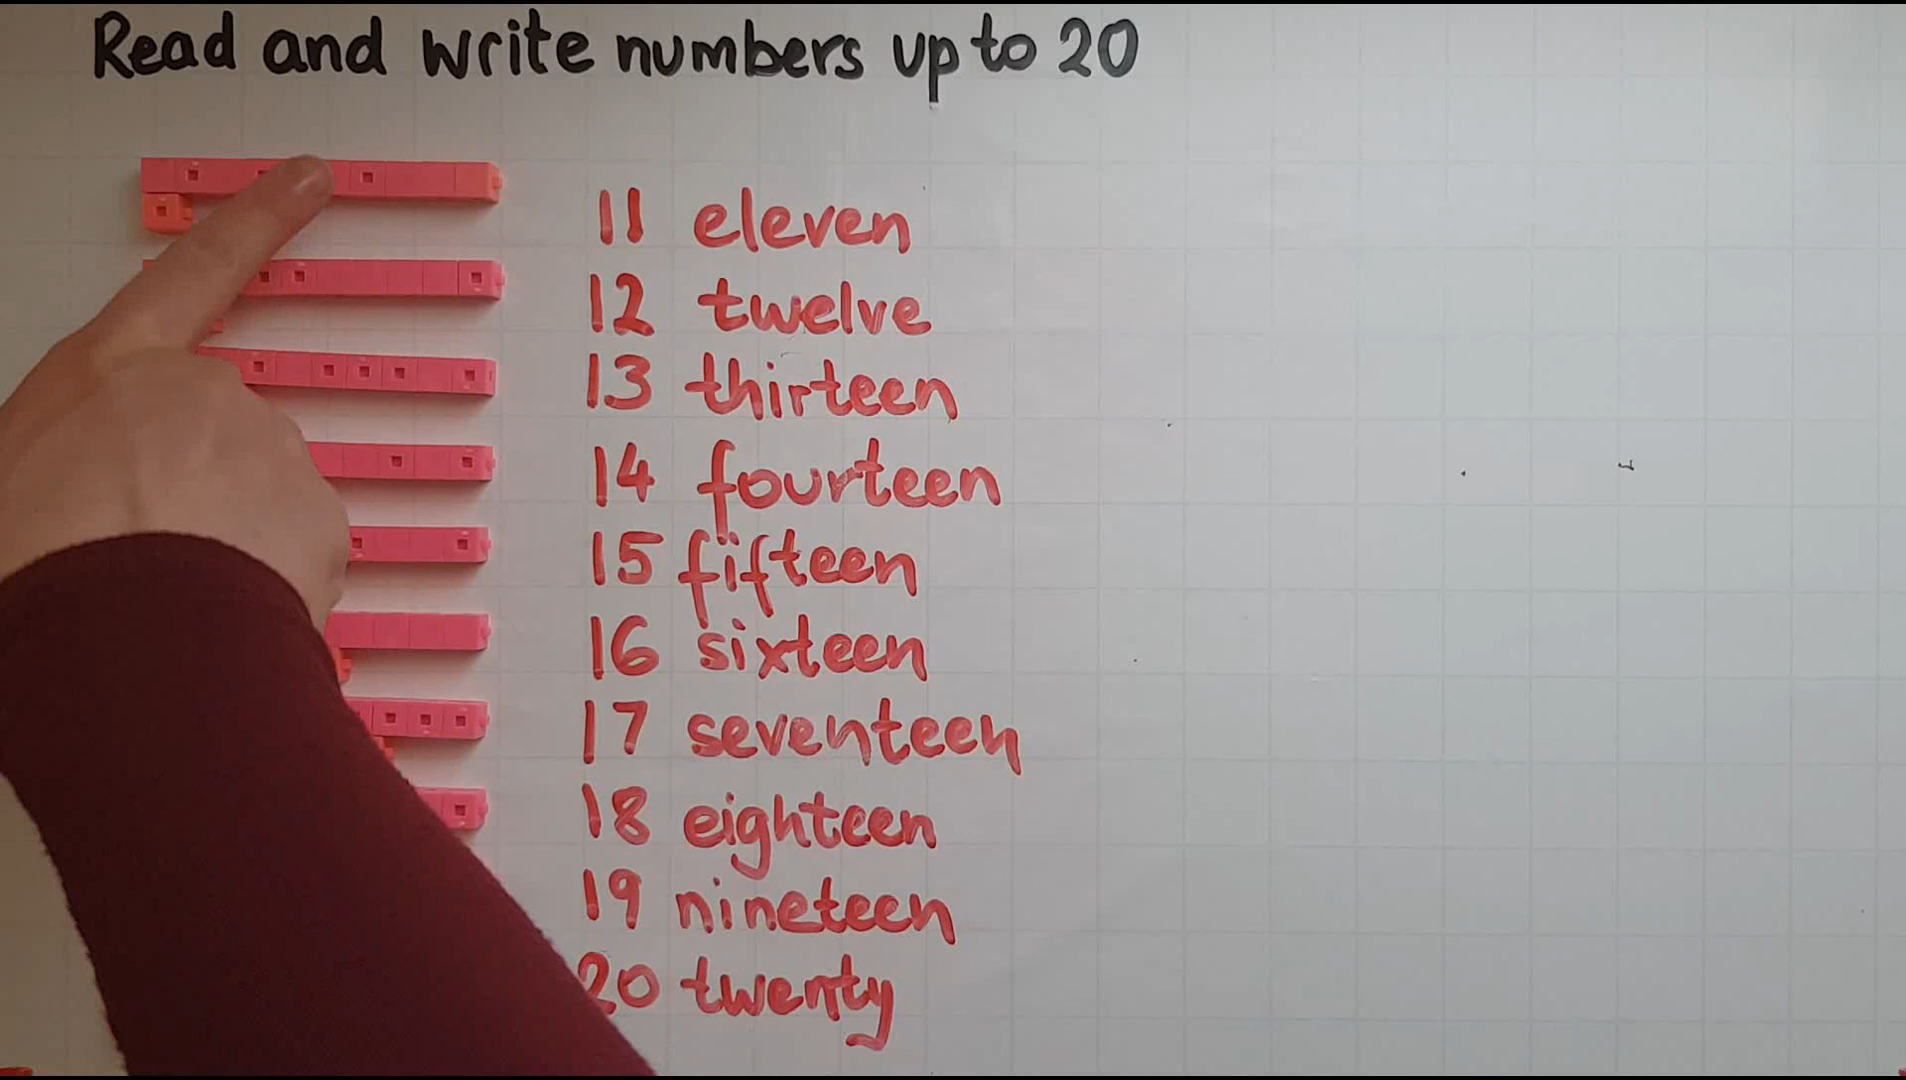 Read and write numbers up to 20
11 eleven
12 twelve
13 thirteen
14 fourteen
15 fifteen
16 sixteen
17 seventeen
18 eighteen
19 nineteen
20 twenty